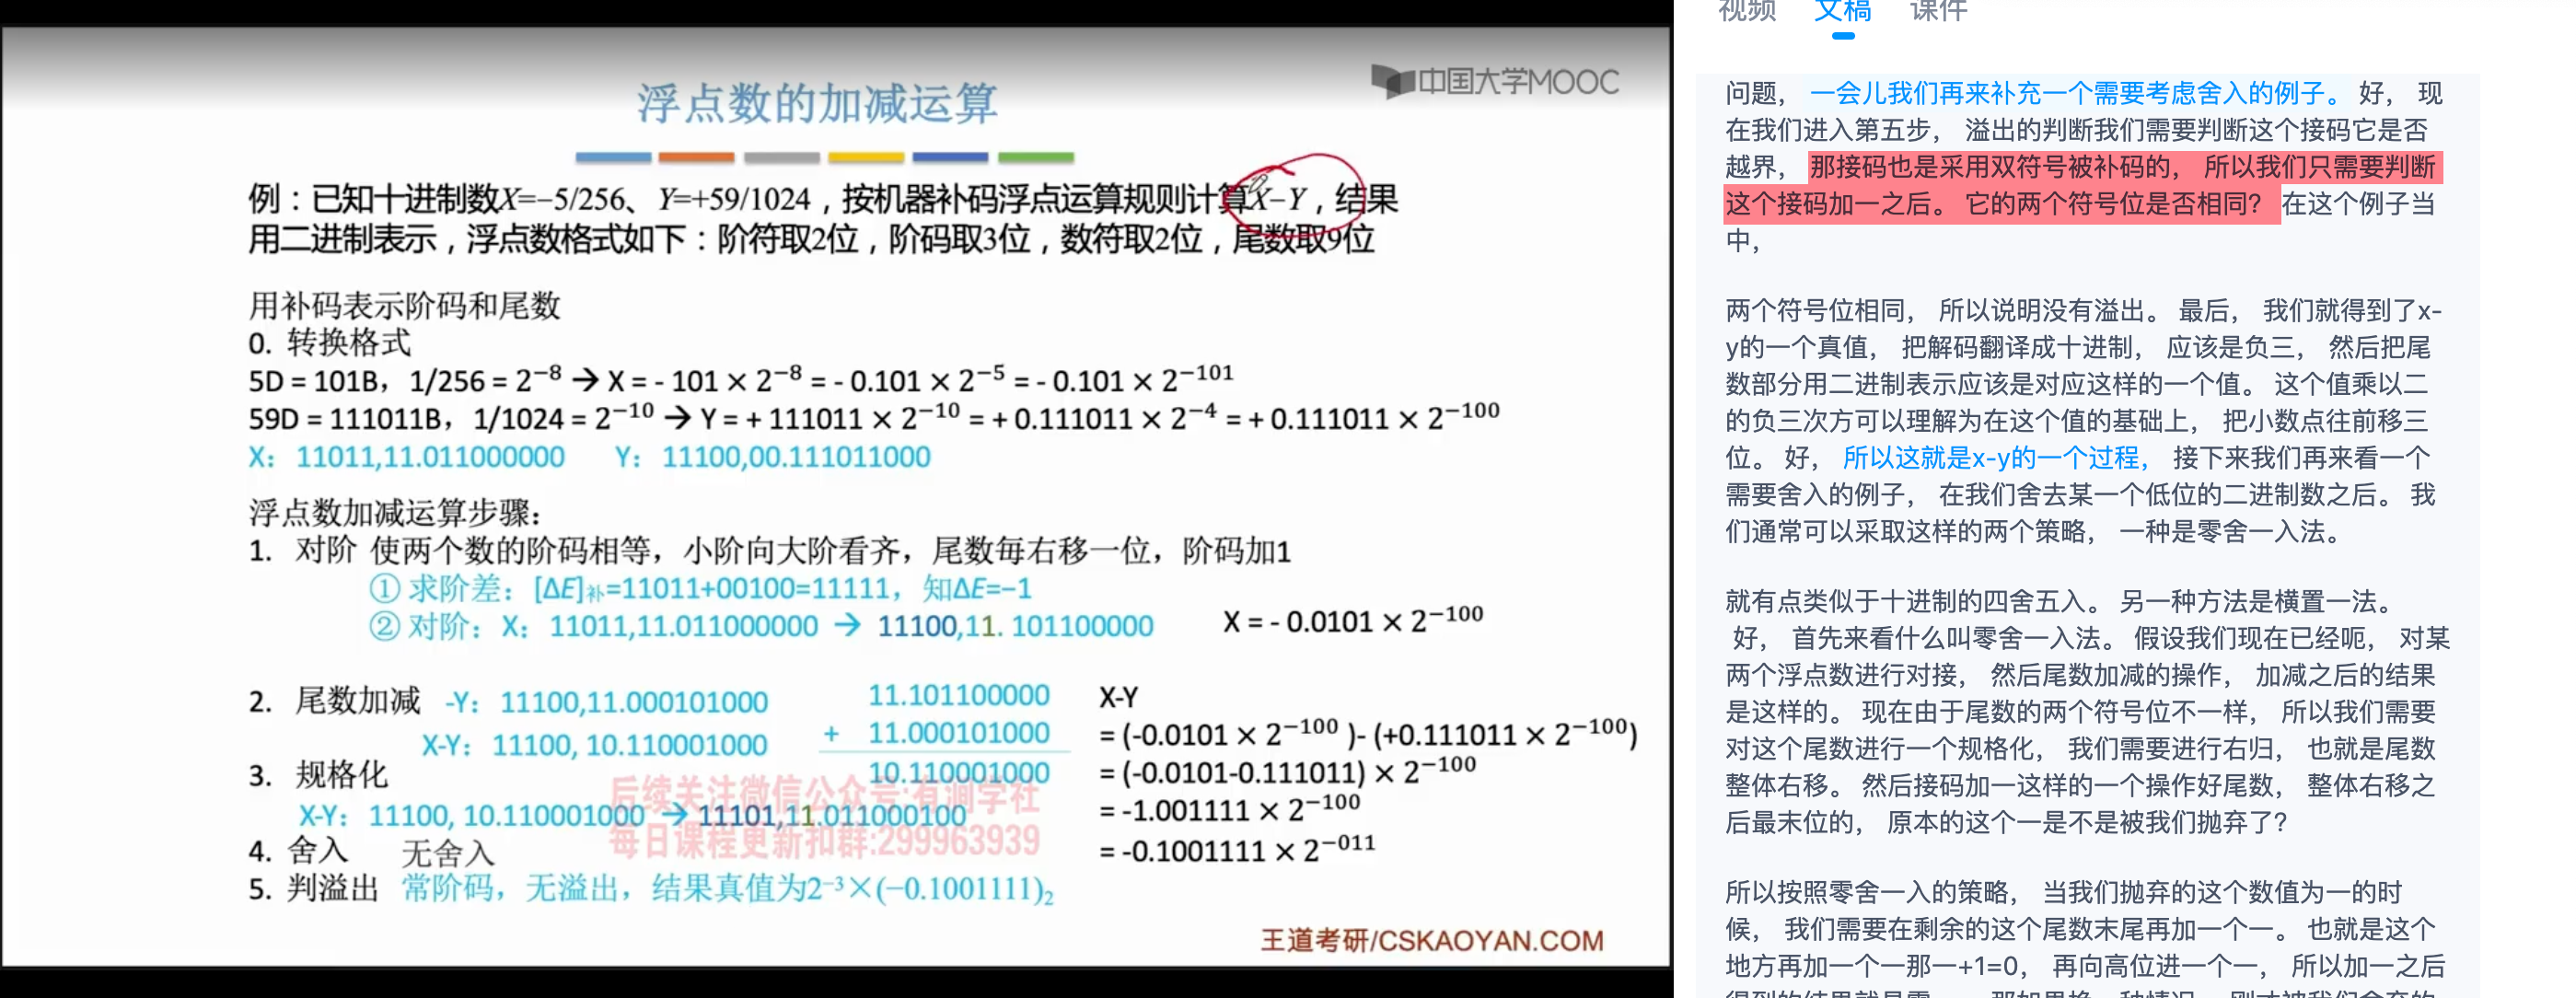 中国大学MOOC
浮点数的加减运算
例：已知十进制数X=−5/256、Y=+59/1024，按机器补码浮点运算规则计算X−Y，结果
用二进制表示，浮点数格式如下：阶符取2位，阶码取3位，数符取2位，尾数取9位
用补码表示阶码和尾数
0. 转换格式
5D = 101B，1/256 = 2⁻⁸ → X = - 101 × 2⁻⁸ = - 0.101 × 2⁻⁵ = - 0.101 × 2⁻¹⁰¹
59D = 111011B，1/1024 = 2⁻¹⁰ → Y = + 111011 × 2⁻¹⁰ = + 0.111011 × 2⁻⁴ = + 0.111011 × 2⁻¹⁰⁰
X： 11011,11.011000000 Y： 11100,00.111011000
浮点数加减运算步骤：
1. 对阶 使两个数的阶码相等，小阶向大阶看齐，尾数每右移一位，阶码加1
① 求阶差：[ΔE]补=11011+00100=11111，知ΔE=−1
② 对阶：X： 11011,11.011000000 → 11100,11. 101100000 X = - 0.0101 × 2⁻¹⁰⁰
2. 尾数加减 -Y： 11100,11.000101000
X-Y： 11100, 10.110001000
11.101100000
+ 11.000101000
10.110001000
X-Y
= (-0.0101 × 2⁻¹⁰⁰ )- (+0.111011 × 2⁻¹⁰⁰)
= (-0.0101-0.111011) × 2⁻¹⁰⁰
= -1.001111 × 2⁻¹⁰⁰
= -0.1001111 × 2⁻⁰¹¹
3. 规格化
X-Y： 11100, 10.110001000 → 11101,11.011000100
4. 舍入 无舍入
5. 判溢出 常阶码，无溢出，结果真值为2⁻³×(−0.1001111)₂
后续关注微信公众号:有涧学社
每日课程更新扣群:299963939
王道考研/CSKAOYAN.COM
视频 文稿 课件
问题， 一会儿我们再来补充一个需要考虑舍入的例子。 好， 现
在我们进入第五步， 溢出的判断我们需要判断这个接码它是否
越界， 那接码也是采用双符号被补码的， 所以我们只需要判断
这个接码加一之后。 它的两个符号位是否相同？ 在这个例子当
中，
两个符号位相同， 所以说明没有溢出。 最后， 我们就得到了x-
y的一个真值， 把解码翻译成十进制， 应该是负三， 然后把尾
数部分用二进制表示应该是对应这样的一个值。 这个值乘以二
的负三次方可以理解为在这个值的基础上， 把小数点往前移三
位。 好， 所以这就是x-y的一个过程， 接下来我们再来看一个
需要舍入的例子， 在我们舍去某一个低位的二进制数之后。 我
们通常可以采取这样的两个策略， 一种是零舍一入法。
就有点类似于十进制的四舍五入。 另一种方法是横置一法。
好， 首先来看什么叫零舍一入法。 假设我们现在已经呃， 对某
两个浮点数进行对接， 然后尾数加减的操作， 加减之后的结果
是这样的。 现在由于尾数的两个符号位不一样， 所以我们需要
对这个尾数进行一个规格化， 我们需要进行右归， 也就是尾数
整体右移。 然后接码加一这样的一个操作好尾数， 整体右移之
后最末位的， 原本的这个一是不是被我们抛弃了？
所以按照零舍一入的策略， 当我们抛弃的这个数值为一的时
候， 我们需要在剩余的这个尾数末尾再加一个一。 也就是这个
地方再加一个一那一+1=0， 再向高位进一个一， 所以加一之后